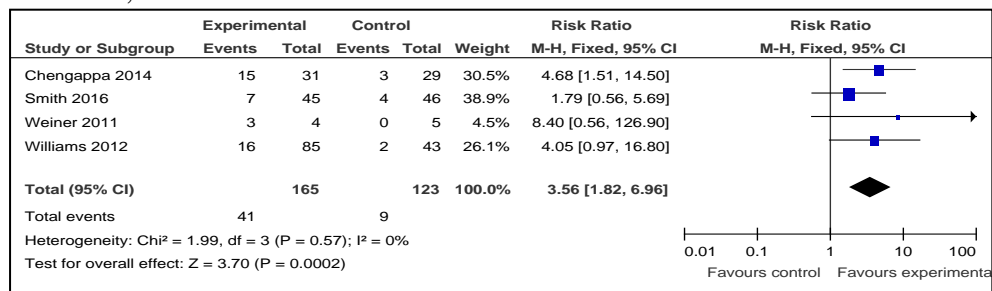 Experimental Control Risk Ratio Risk Ratio
Study or Subgroup Events Total Events Total Weight M-H, Fixed, 95% CI M-H, Fixed, 95% CI
Chengappa 2014 15 31 3 29 30.5% 4.68 [1.51, 14.50]
Smith 2016 7 45 4 46 38.9% 1.79 [0.56, 5.69]
Weiner 2011 3 4 0 5 4.5% 8.40 [0.56, 126.90]
Williams 2012 16 85 2 43 26.1% 4.05 [0.97, 16.80]
Total (95% CI) 165 123 100.0% 3.56 [1.82, 6.96]
Total events 41 9
Heterogeneity: Chi² = 1.99, df = 3 (P = 0.57); I² = 0%
Test for overall effect: Z = 3.70 (P = 0.0002)
0.01 0.1 1 10 100
Favours control Favours experimenta